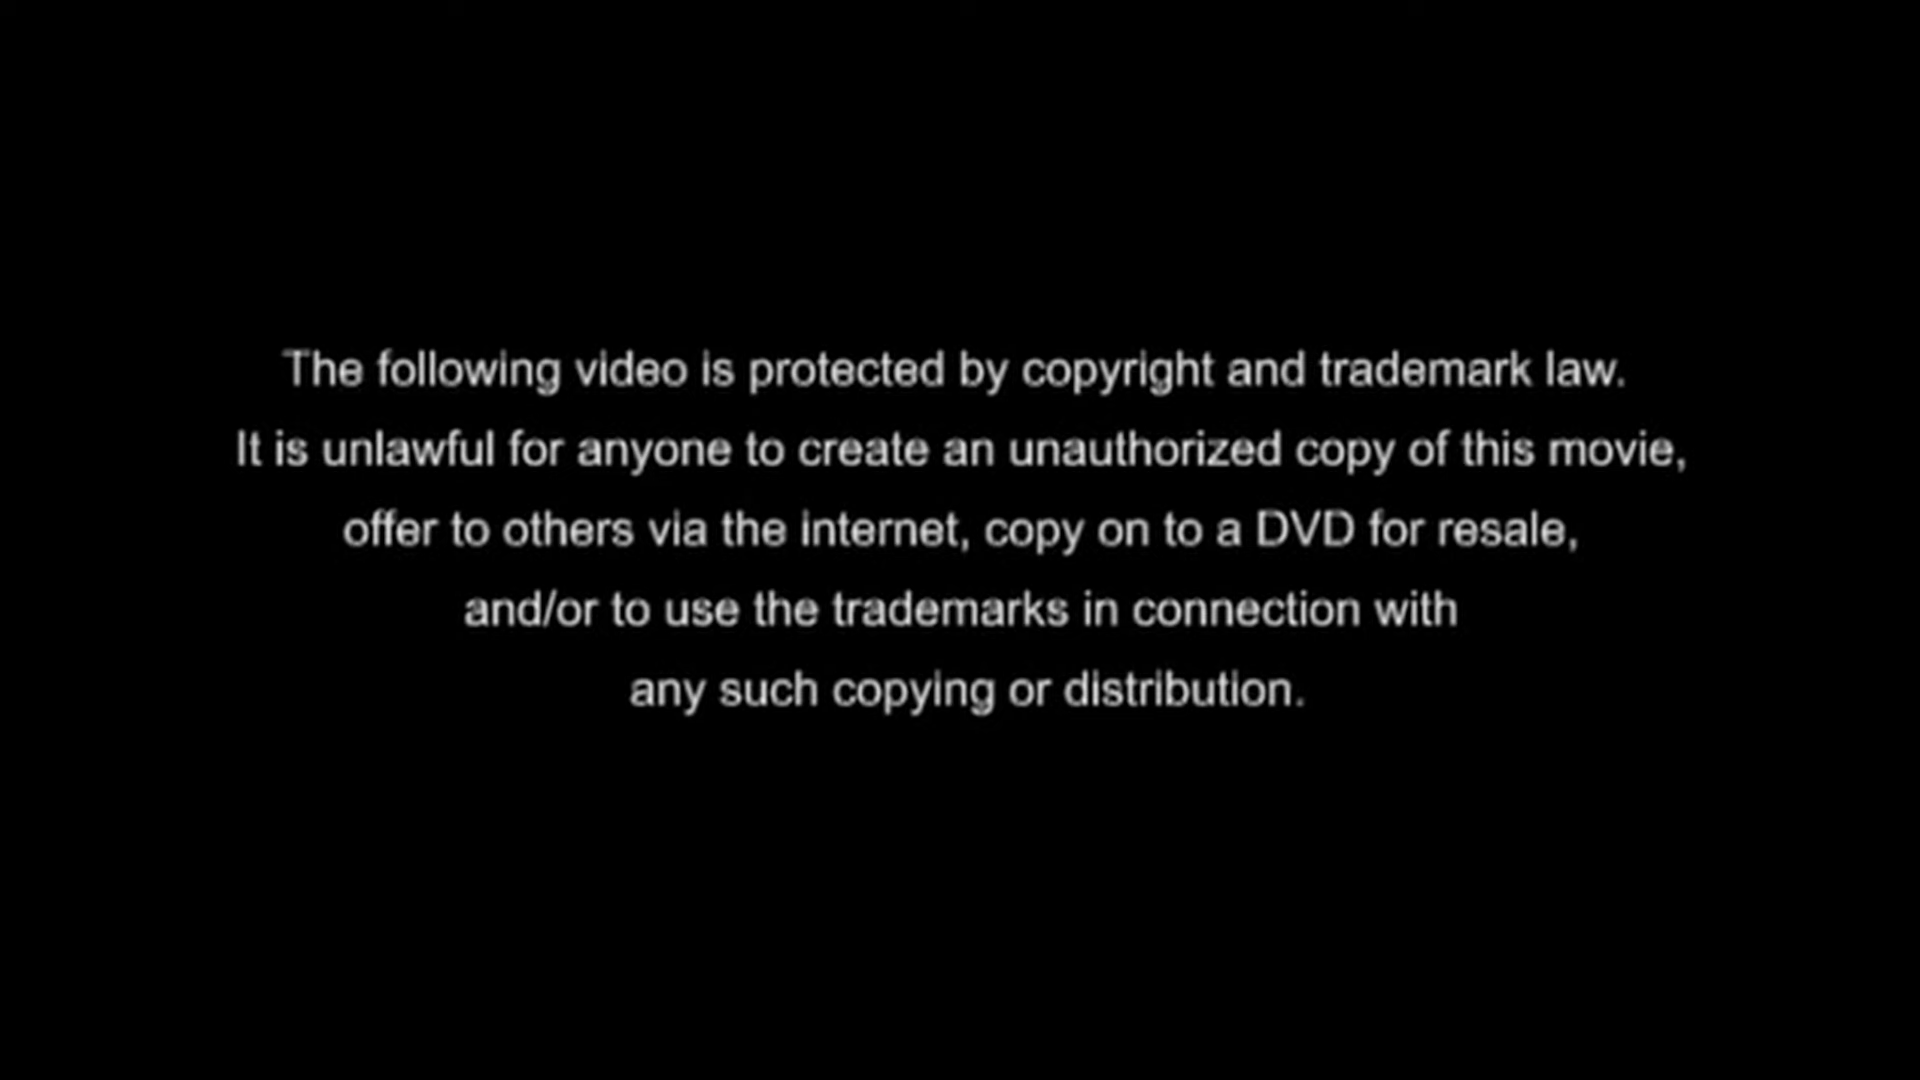 The following video is protected by copyright and trademark law.
It is unlawful for anyone to create an unauthorized copy of this movie,
offer to others via the internet, copy on to a DVD for resale,
and/or to use the trademarks in connection with
any such copying or distribution.